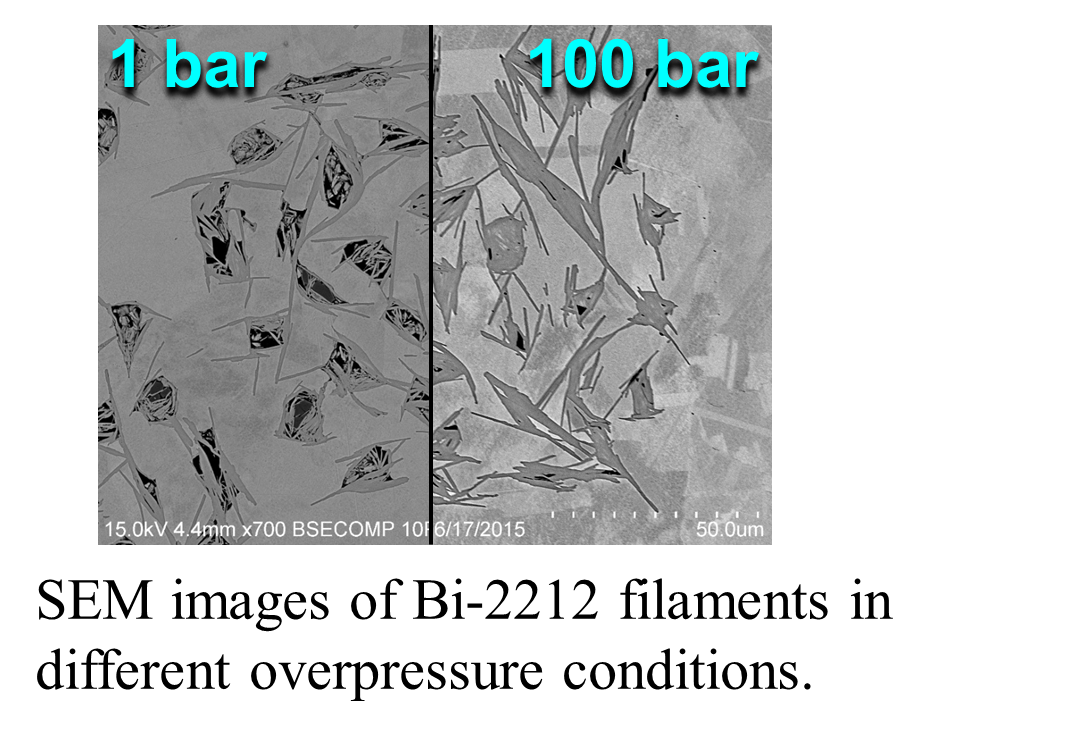 1 bar 100 bar
15.0kV 4.4mm x700 BSECOMP 10 6/17/2015 50.0um
SEM images of Bi-2212 filaments in
different overpressure conditions.